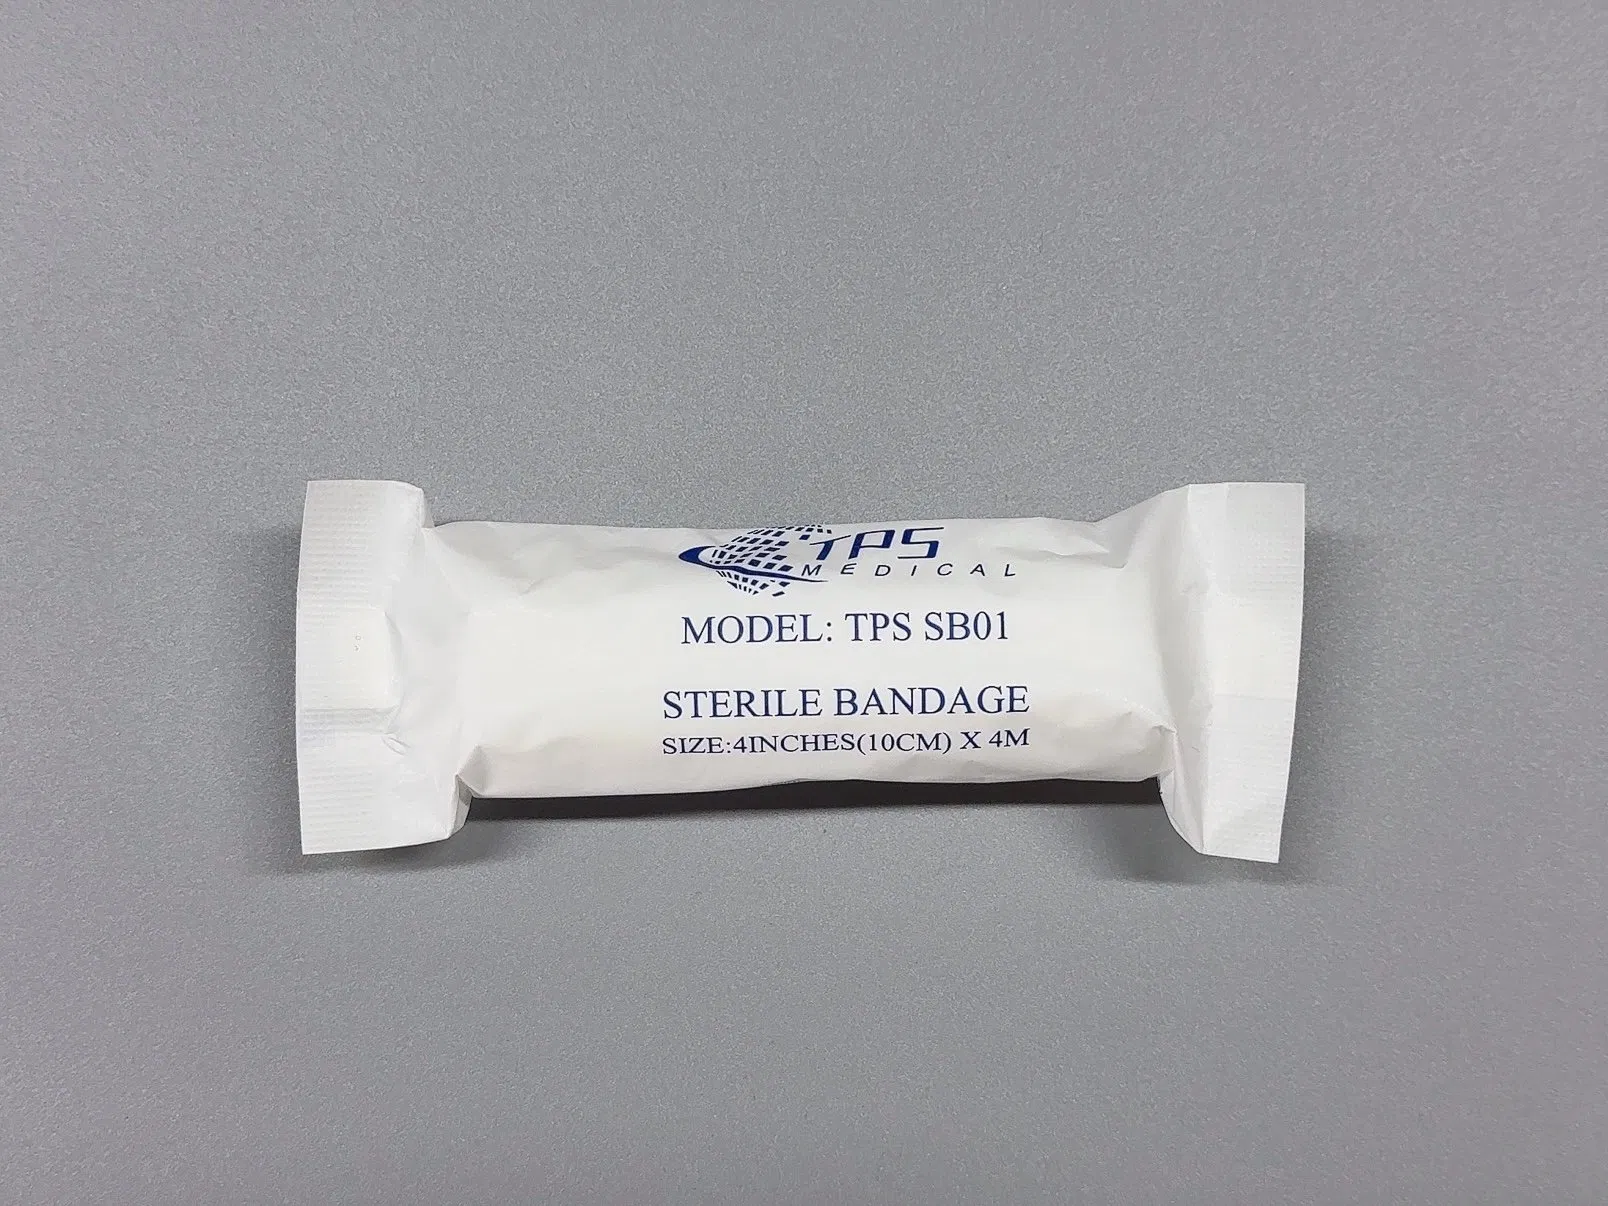 TPS
MEDICAL
MODEL: TPS SB01
STERILE BANDAGE
SIZE:4INCHES(10CM) X 4M